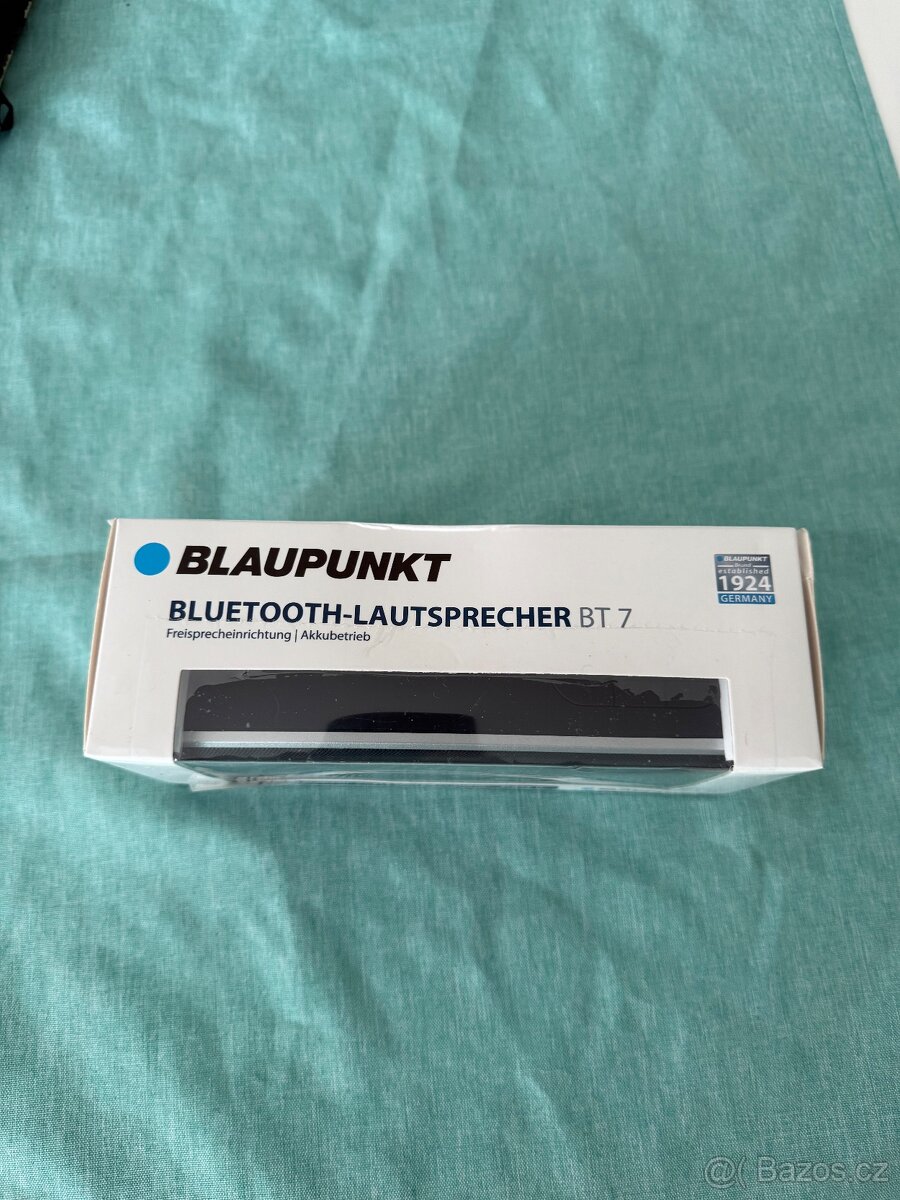 BLAUPUNKT
BLUETOOTH-LAUTSPRECHER BT 7
Freisprecheinrichtung | Akkubetrieb
BLAUPUNKT
Brand
established
1924
GERMANY
@( Bazos.cz